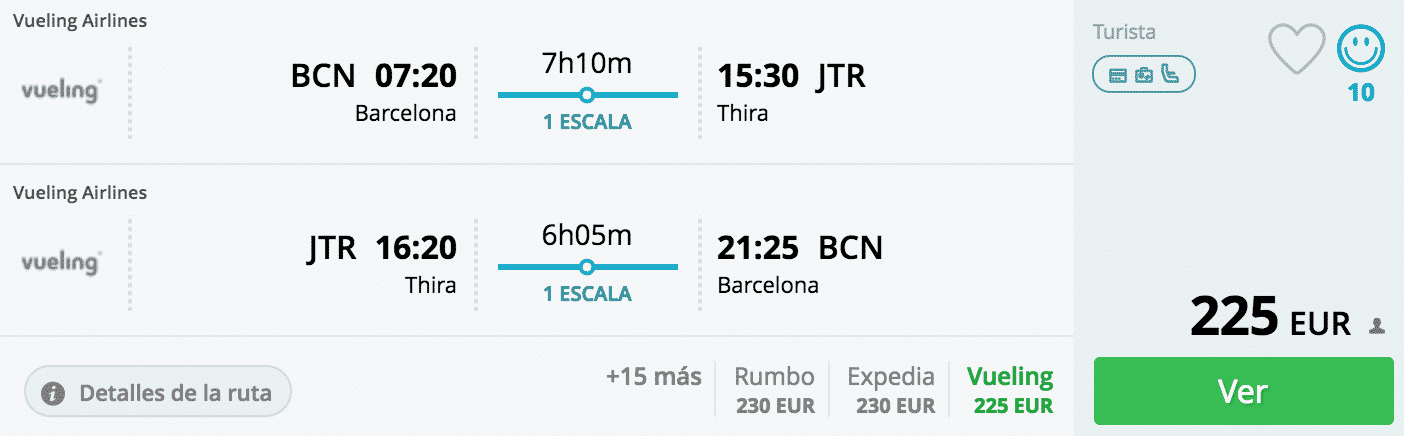 Vueling Airlines
vueling
BCN 07:20
Barcelona
7h10m
1 ESCALA
15:30 JTR
Thira
Vueling Airlines
vueling
JTR 16:20
Thira
6h05m
1 ESCALA
21:25 BCN
Barcelona
Detalles de la ruta
+15 más
Rumbo
230 EUR
Expedia
230 EUR
Vueling
225 EUR
Turista
10
225 EUR
Ver